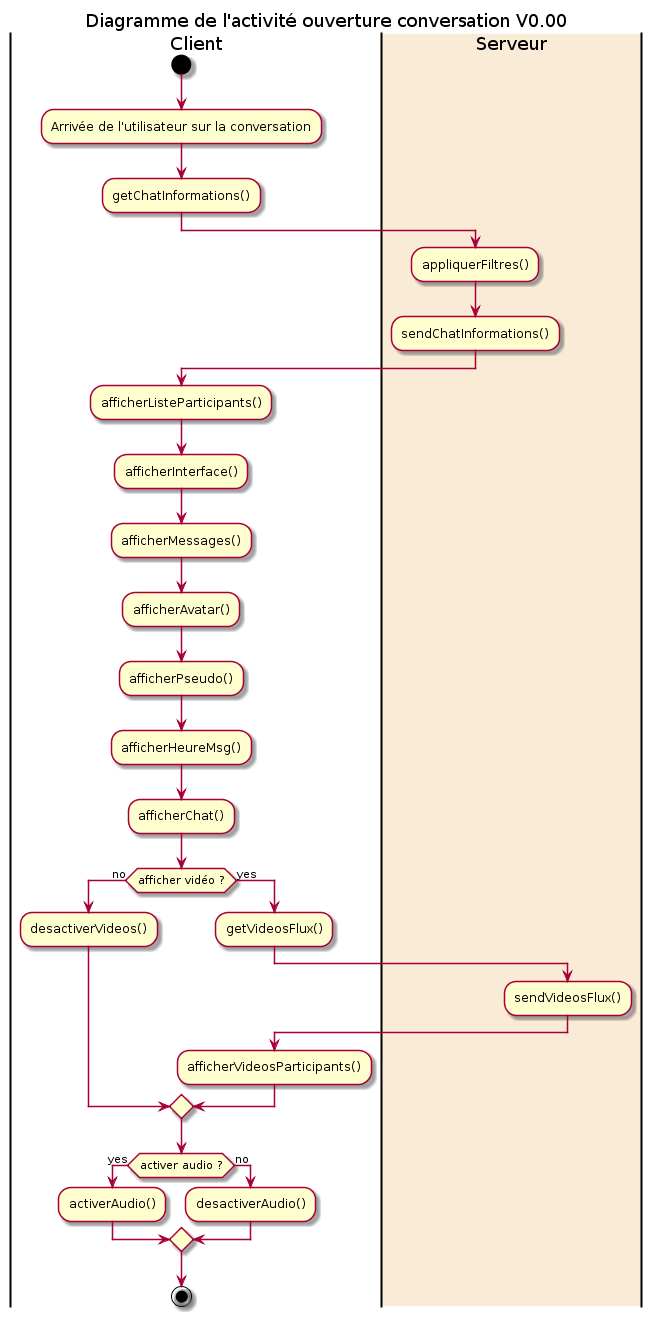 Diagramme de l'activité ouverture conversation V0.00
Client
Serveur
Arrivée de l'utilisateur sur la conversation
getChatInformations()
appliquerFiltres()
sendChatInformations()
afficherListeParticipants()
afficherInterface()
afficherMessages()
afficherAvatar()
afficherPseudo()
afficherHeureMsg()
afficherChat()
no
afficher vidéo ?
yes
desactiverVideos()
getVideosFlux()
sendVideosFlux()
afficherVideosParticipants()
yes
activer audio ?
no
activerAudio()
desactiverAudio()